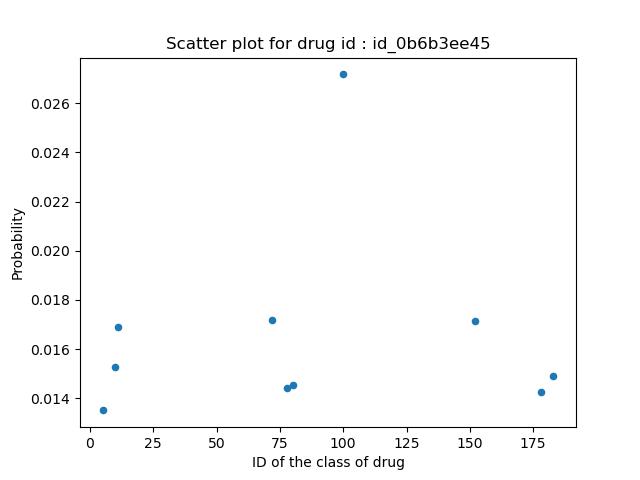 Scatter plot for drug id : id_0b6b3ee45
0.026
0.024
0.022
0.020
0.018
0.016
0.014
Probability
0 25 50 75 100 125 150 175
ID of the class of drug